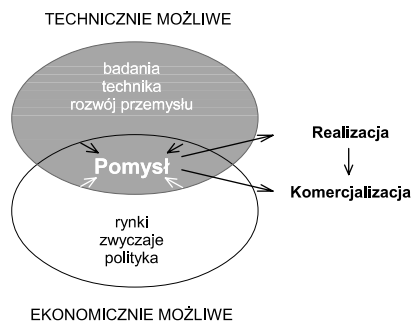 TECHNICZNIE MOŻLIWE
badania
technika
rozwój przemysłu
Pomysł
Realizacja
Komercjalizacja
rynki
zwyczaje
polityka
EKONOMICZNIE MOŻLIWE